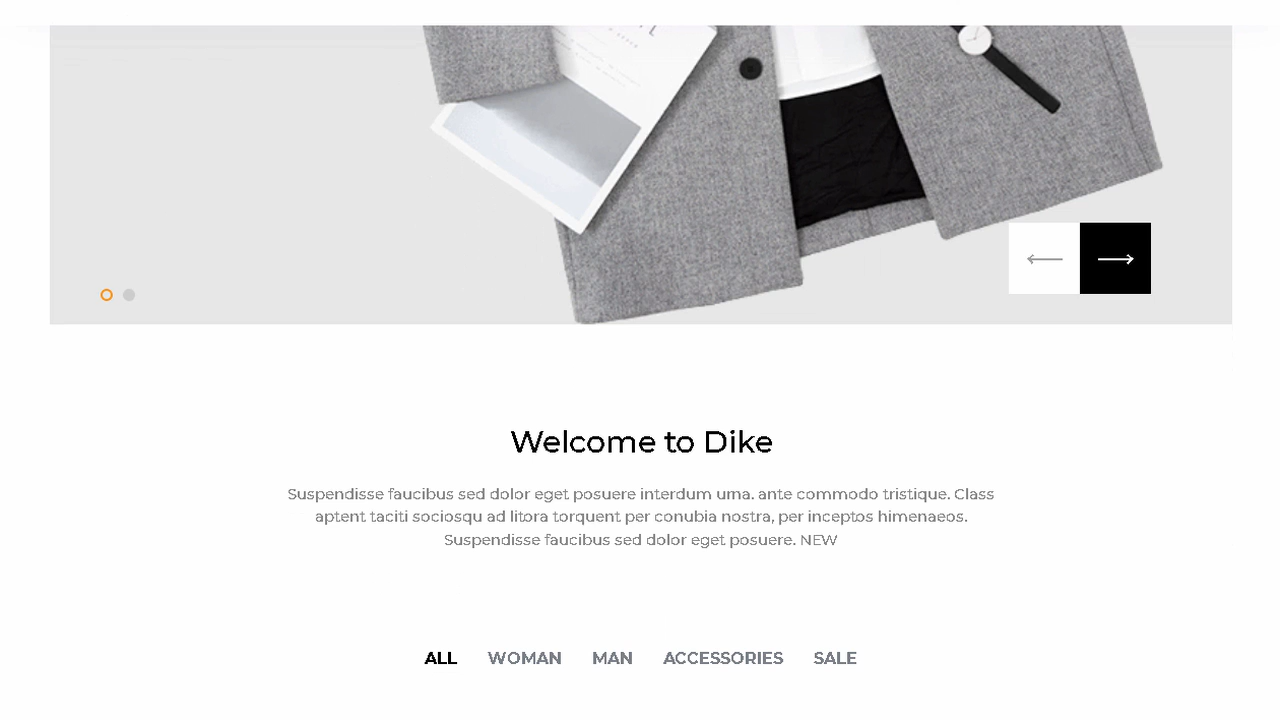 Welcome to Dike
Suspendisse faucibus sed dolor eget posuere interdum urna. ante commodo tristique. Class
aptent taciti sociosqu ad litora torquent per conubia nostra, per inceptos himenaeos.
Suspendisse faucibus sed dolor eget posuere. NEW
ALL WOMAN MAN ACCESSORIES SALE